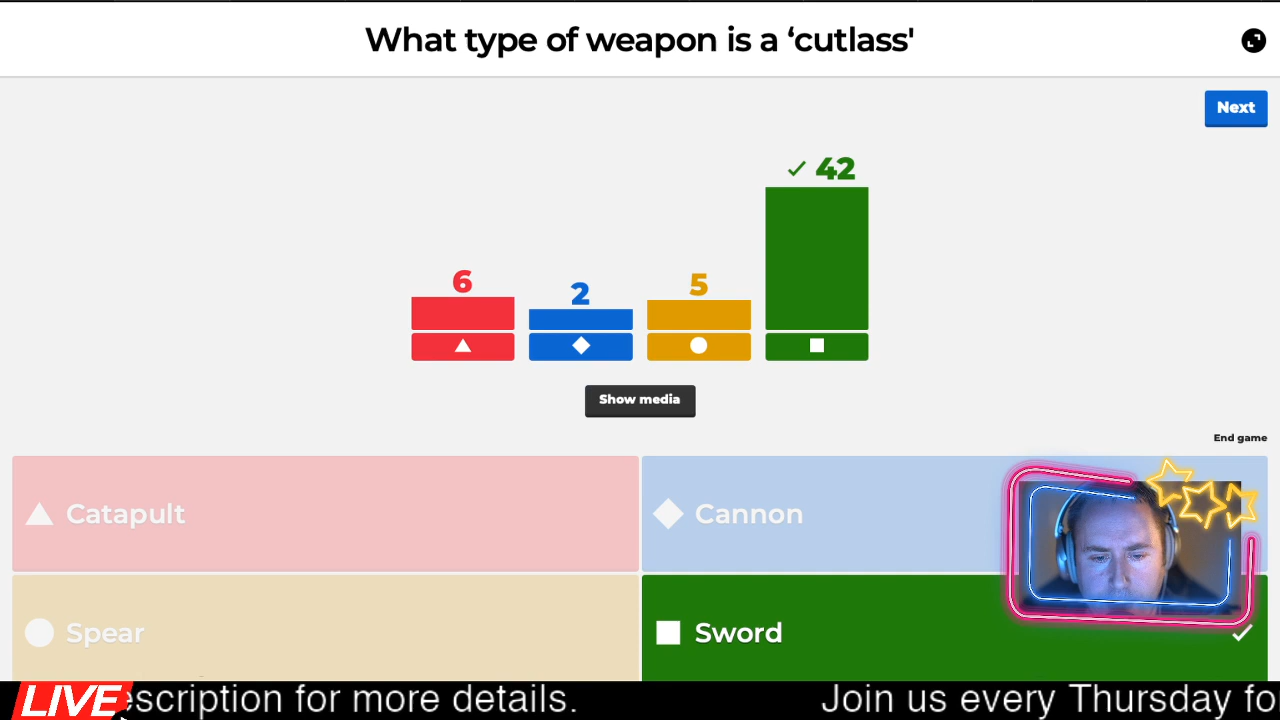 What type of weapon is a ‘cutlass'
Next
42
6
2
5
Show media
End game
Catapult
Cannon
Spear
Sword
LIVE
escription for more details.
Join us every Thursday fo